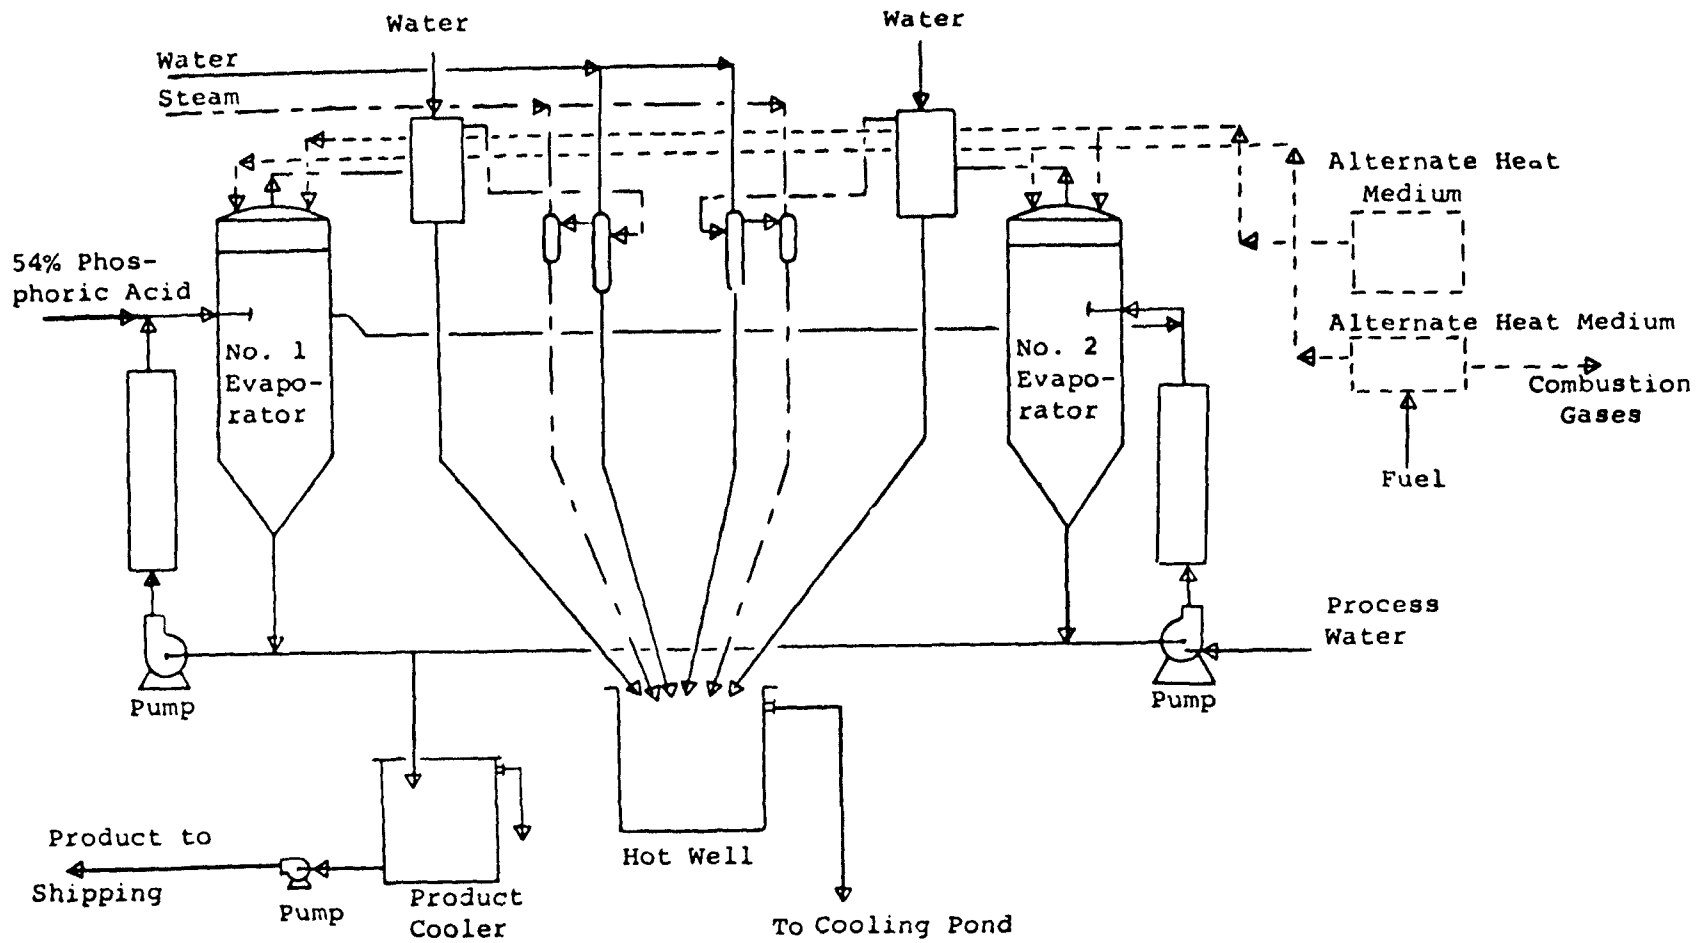 Water
Water
Water
Steam
Alternate Heat
Medium
54% Phos-
phoric Acid
Alternate Heat Medium
No. 1
Evapo-
rator
No. 2
Evapo-
rator
Combustion
Gases
Fuel
Process
Water
Pump
Pump
Product to
Shipping
Pump
Product
Cooler
Hot Well
To Cooling Pond